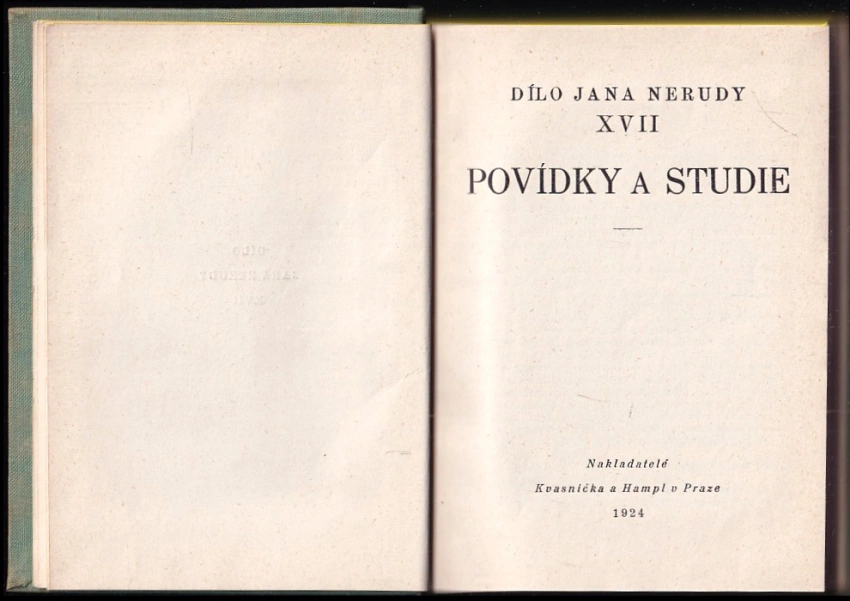 DÍLO JANA NERUDY
XVII
POVÍDKY A STUDIE
Nakladatelé
Kvasnička a Hampl v Praze
1924